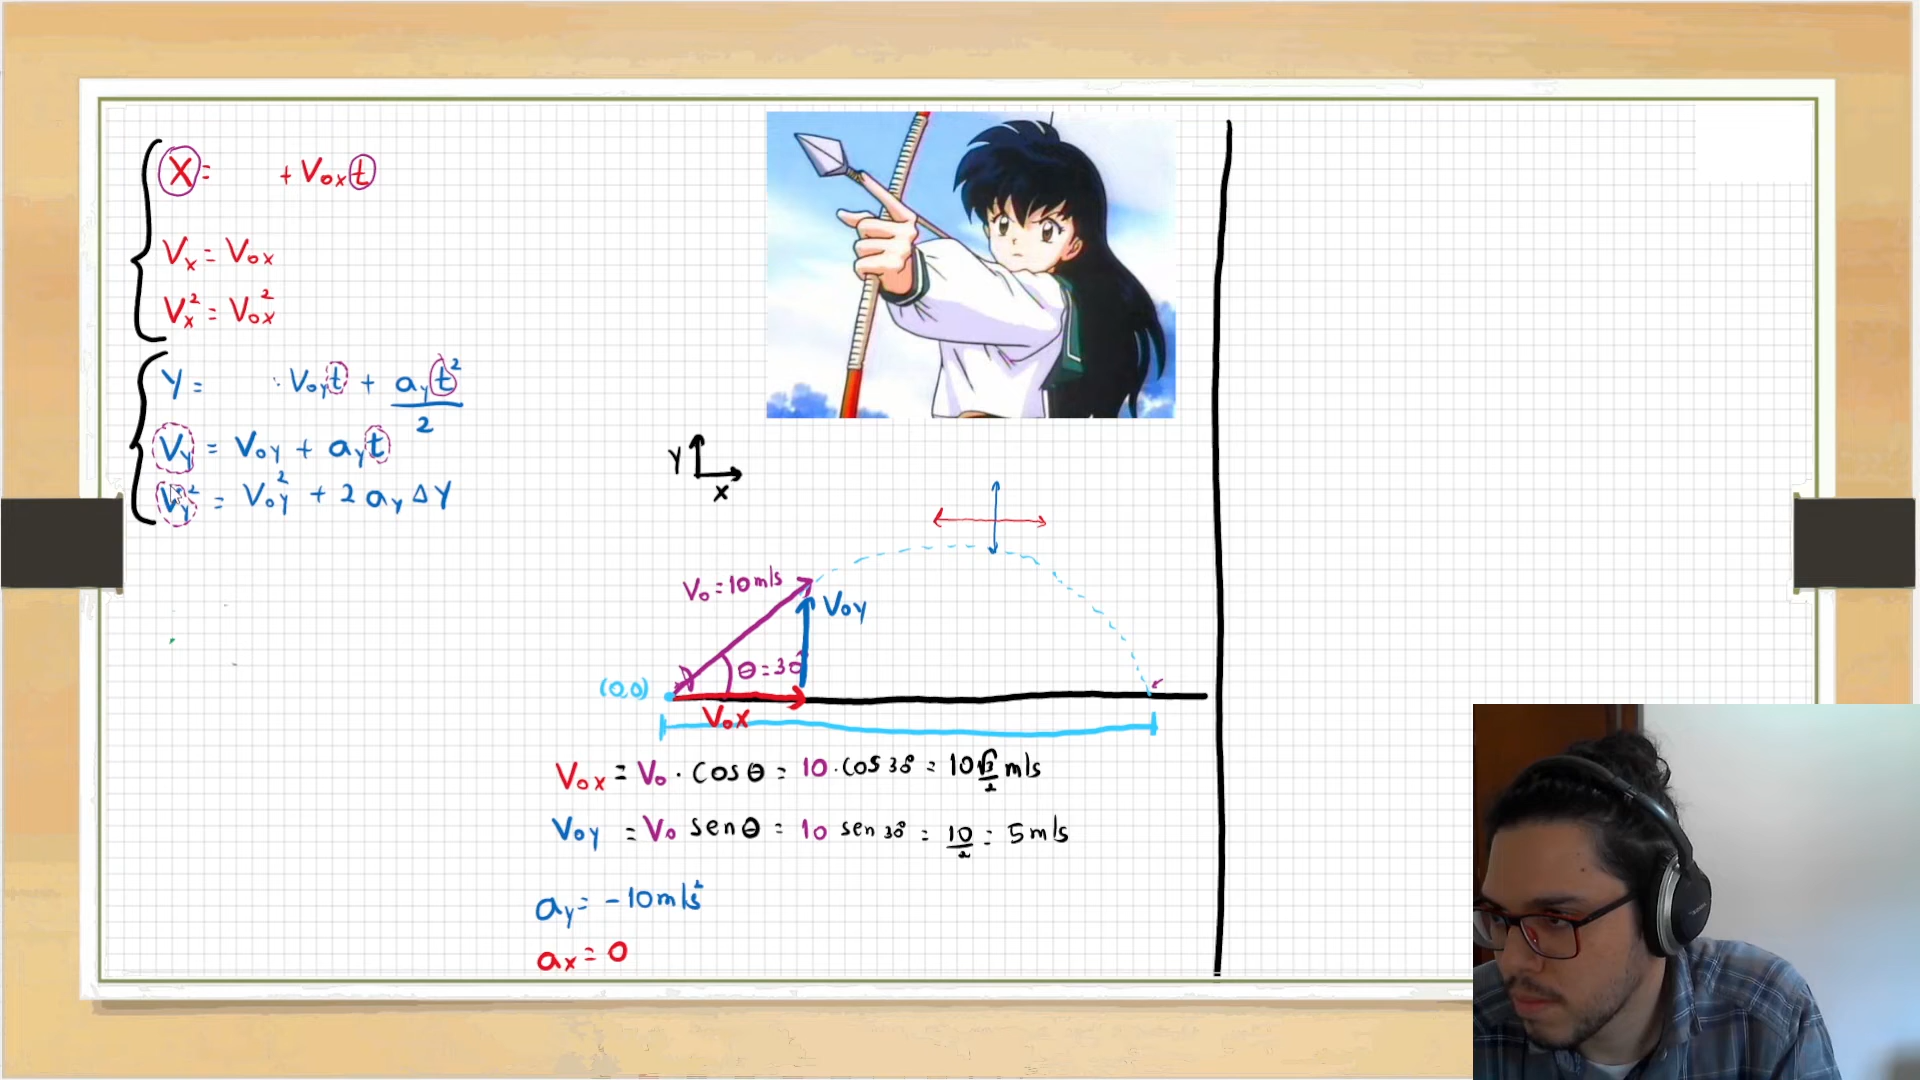 X = + Vox t
Vx = Vox
Vx² = Vox²
Y = Voy t + ay t²/2
Vy = Voy + ay t
Vy² = Voy² + 2 ay ΔY
Y
X
Vo = 10 m/s
Voy
θ = 30°
(0,0)
Vox
Vox = Vo · cos θ = 10 · cos 30° = 10 √3/2 m/s
Voy = Vo sen θ = 10 sen 30° = 10/2 = 5 m/s
ay = -10 m/s²
ax = 0